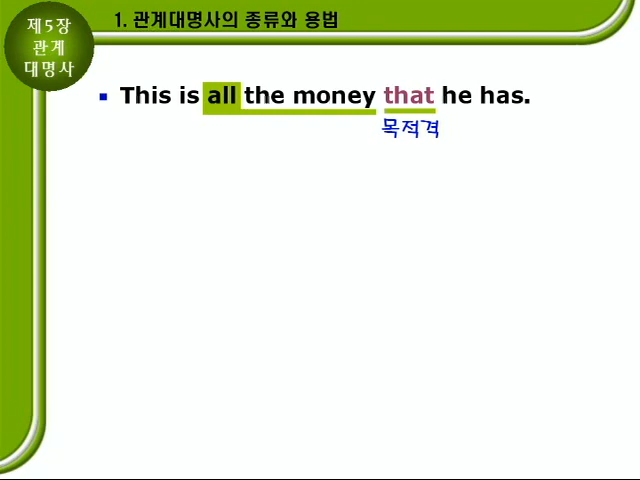 제5장
관계
대명사
1. 관계대명사의 종류와 용법
This is all the money that he has.
목적격